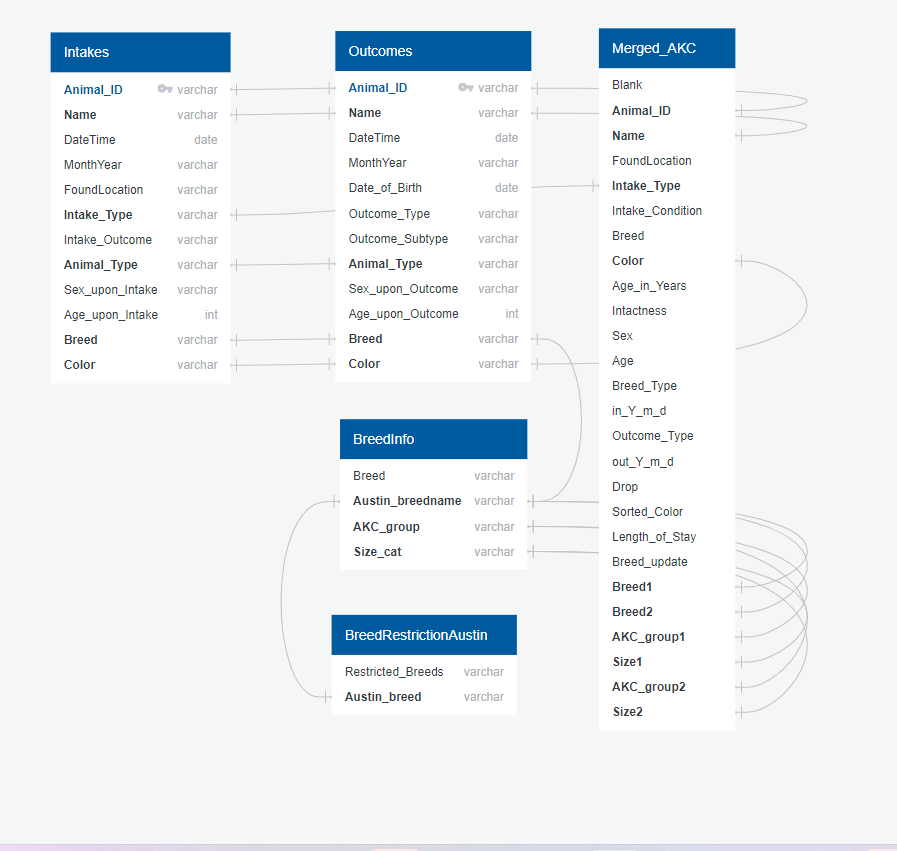 Intakes
Animal_ID varchar
Name varchar
DateTime date
MonthYear varchar
FoundLocation varchar
Intake_Type varchar
Intake_Outcome varchar
Animal_Type varchar
Sex_upon_Intake varchar
Age_upon_Intake int
Breed varchar
Color varchar
Outcomes
Animal_ID varchar
Name varchar
DateTime date
MonthYear varchar
Date_of_Birth date
Outcome_Type varchar
Outcome_Subtype varchar
Animal_Type varchar
Sex_upon_Outcome varchar
Age_upon_Outcome int
Breed varchar
Color varchar
BreedInfo
Breed varchar
Austin_breedname varchar
AKC_group varchar
Size_cat varchar
BreedRestrictionAustin
Restricted_Breeds varchar
Austin_breed varchar
Merged_AKC
Blank
Animal_ID
Name
FoundLocation
Intake_Type
Intake_Condition
Breed
Color
Age_in_Years
Intactness
Sex
Age
Breed_Type
in_Y_m_d
Outcome_Type
out_Y_m_d
Drop
Sorted_Color
Length_of_Stay
Breed_update
Breed1
Breed2
AKC_group1
Size1
AKC_group2
Size2